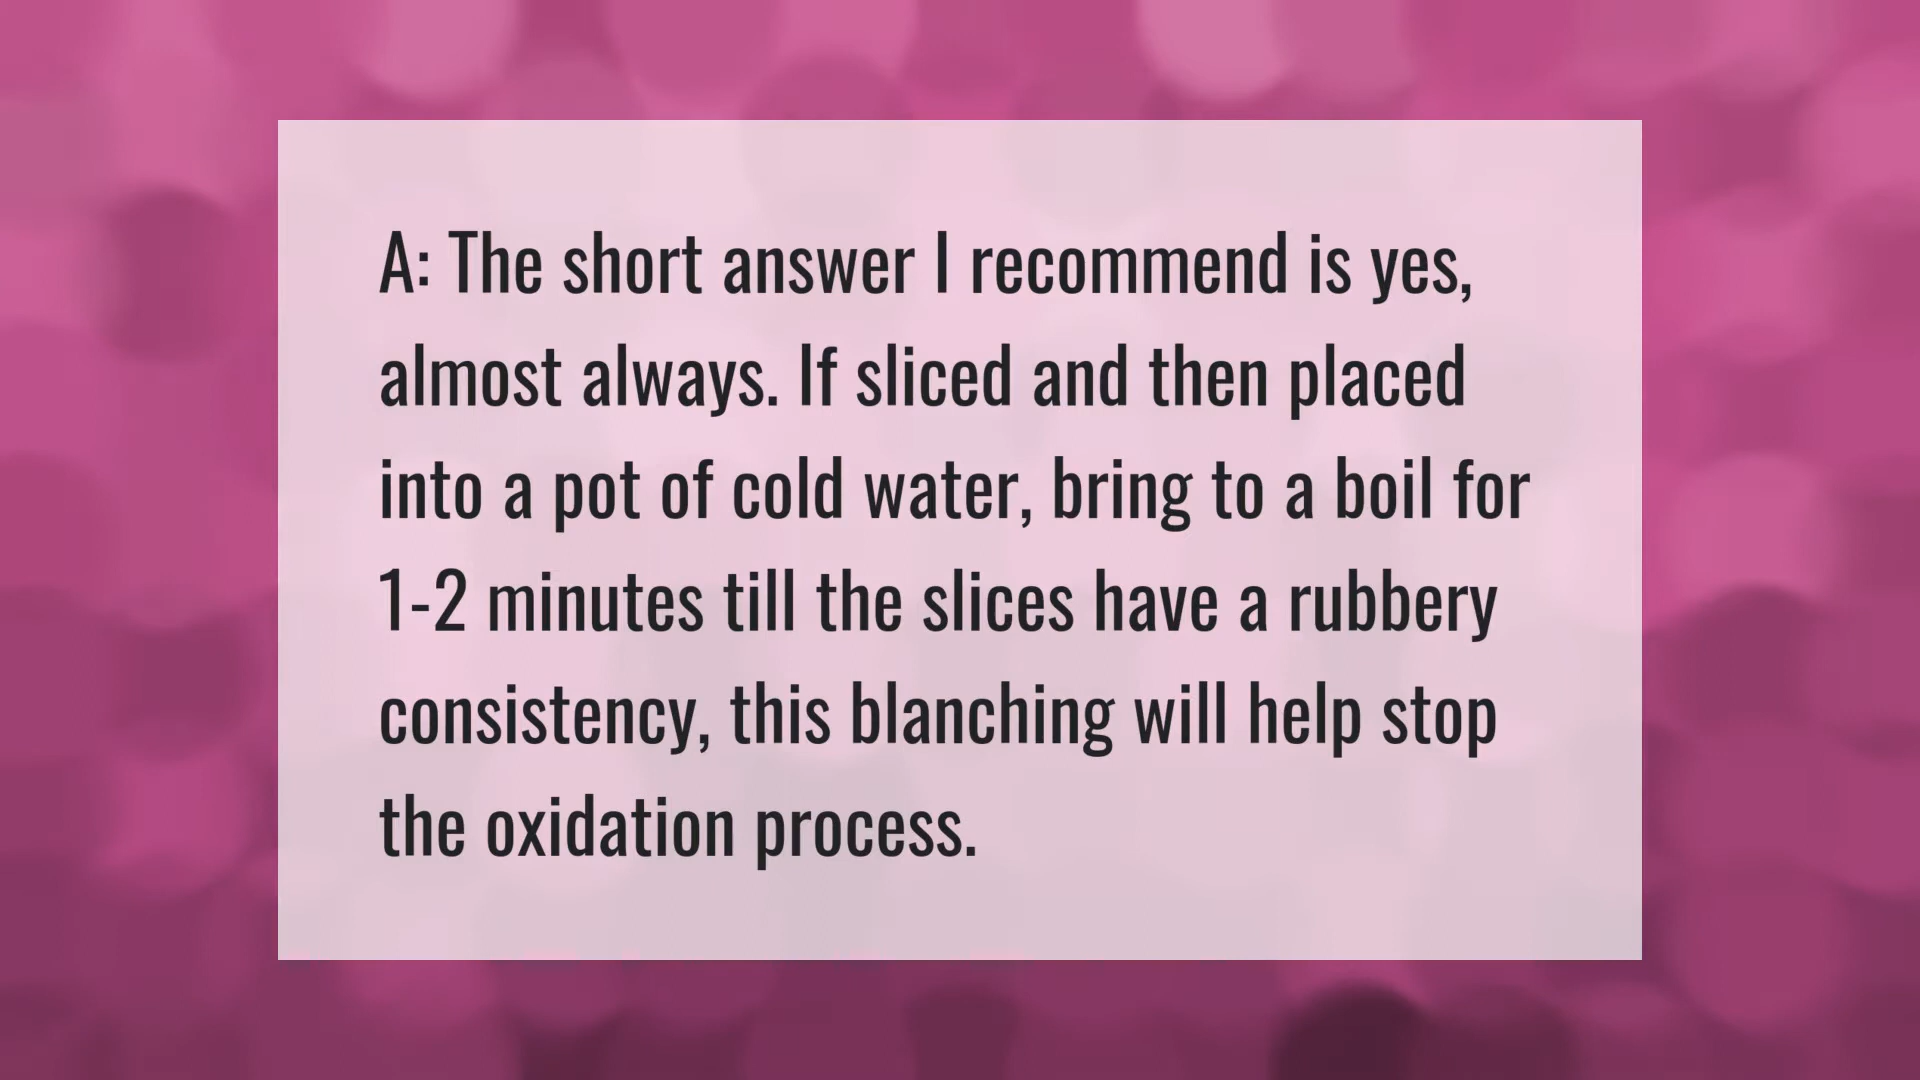 A: The short answer I recommend is yes,
almost always. If sliced and then placed
into a pot of cold water, bring to a boil for
1-2 minutes till the slices have a rubbery
consistency, this blanching will help stop
the oxidation process.